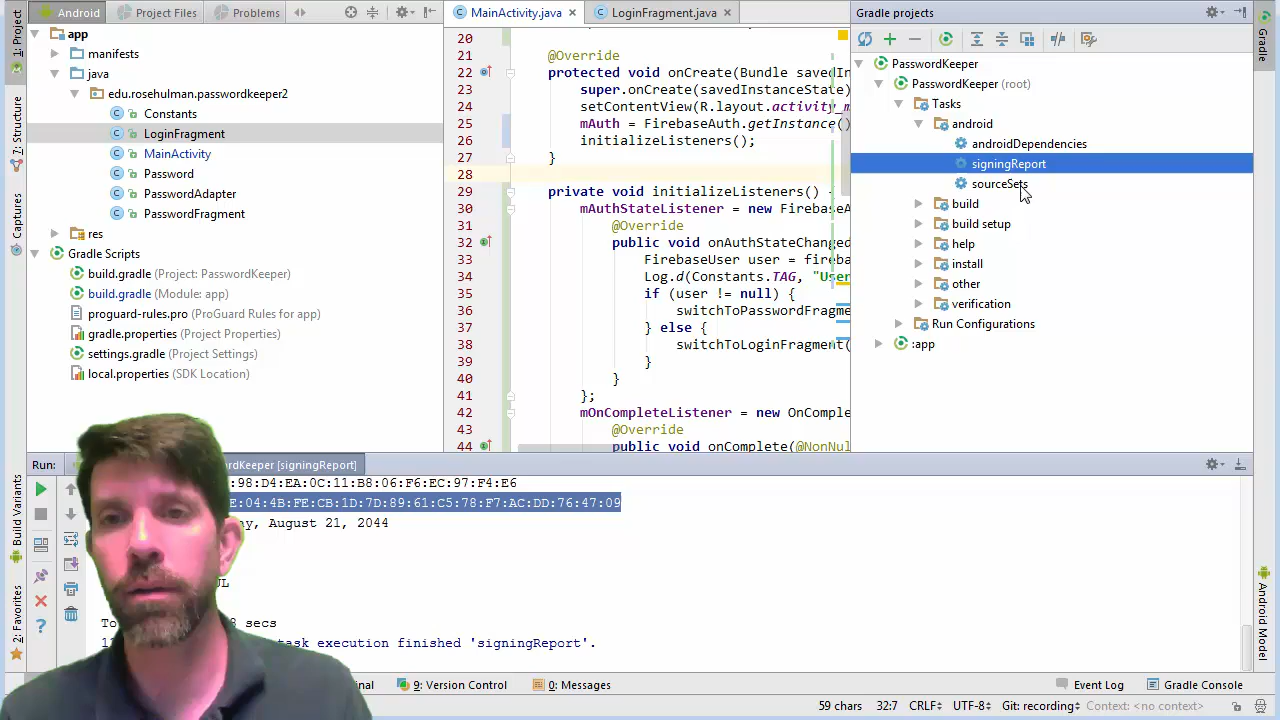 Android
Project Files
Problems
MainActivity.java
LoginFragment.java
Gradle projects
1: Project
7: Structure
Captures
Build Variants
2: Favorites
app
manifests
java
edu.rosehulman.passwordkeeper2
Constants
LoginFragment
MainActivity
Password
PasswordAdapter
PasswordFragment
res
Gradle Scripts
build.gradle (Project: PasswordKeeper)
build.gradle (Module: app)
proguard-rules.pro (ProGuard Rules for app)
gradle.properties (Project Properties)
settings.gradle (Project Settings)
local.properties (SDK Location)
20
@Override
22 protected void onCreate(Bundle savedIn
23 super.onCreate(savedInstanceState)
24 setContentView(R.layout.activity_m
25 mAuth = FirebaseAuth.getInstance()
26 initializeListeners();
27 }
28
29 private void initializeListeners() {
30 mAuthStateListener = new FirebaseA
31 @Override
32 public void onAuthStateChanged
33 FirebaseUser user = fireba
34 Log.d(Constants.TAG, "User
35 if (user != null) {
36 switchToPasswordFragme
37 } else {
38 switchToLoginFragment(
39 }
40 }
41 };
42 mOnCompleteListener = new OnComple
43 @Override
44 public void onComplete(@NonNul
PasswordKeeper
PasswordKeeper (root)
Tasks
android
androidDependencies
signingReport
sourceSets
build
build setup
help
install
other
verification
Run Configurations
:app
Gradle
Android Model
Run:
rdKeeper [signingReport]
:98:D4:EA:0C:11:B8:06:F6:EC:97:F4:E6
E:04:4B:FE:CB:1D:7D:89:61:C5:78:F7:AC:DD:76:47:09
ay, August 21, 2044
To
secs
task execution finished 'signingReport'.
nal
9: Version Control
0: Messages
Event Log
Gradle Console
59 chars
32:7
CRLF
UTF-8
Git: recording
Context: <no context>